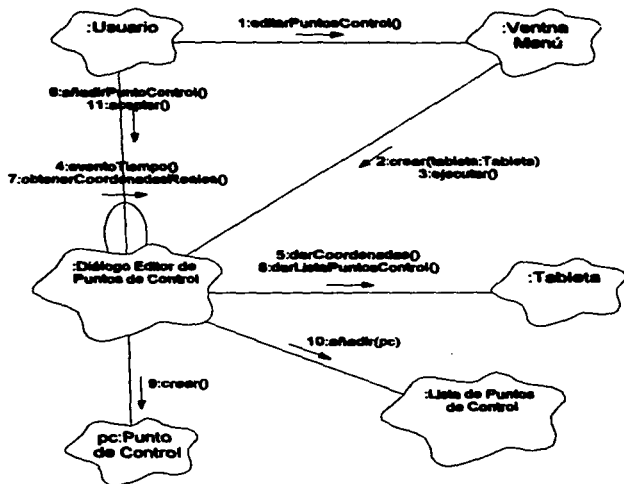 :Usuario
1:editarPuntosControl()
:Ventna
Menú
6:añadirPuntoControl()
11:aceptar()
4:eventoTiempo()
7:obtenerCoordenadasReales()
2:crear(tableta:Tableta)
3:ejecutar()
:Diálogo Editor de
Puntos de Control
5:darCoordenadas()
8:darListaPuntosControl()
:Tableta
10:añadir(pc)
:Lista de Puntos
de Control
9:crear()
pc:Punto
de Control